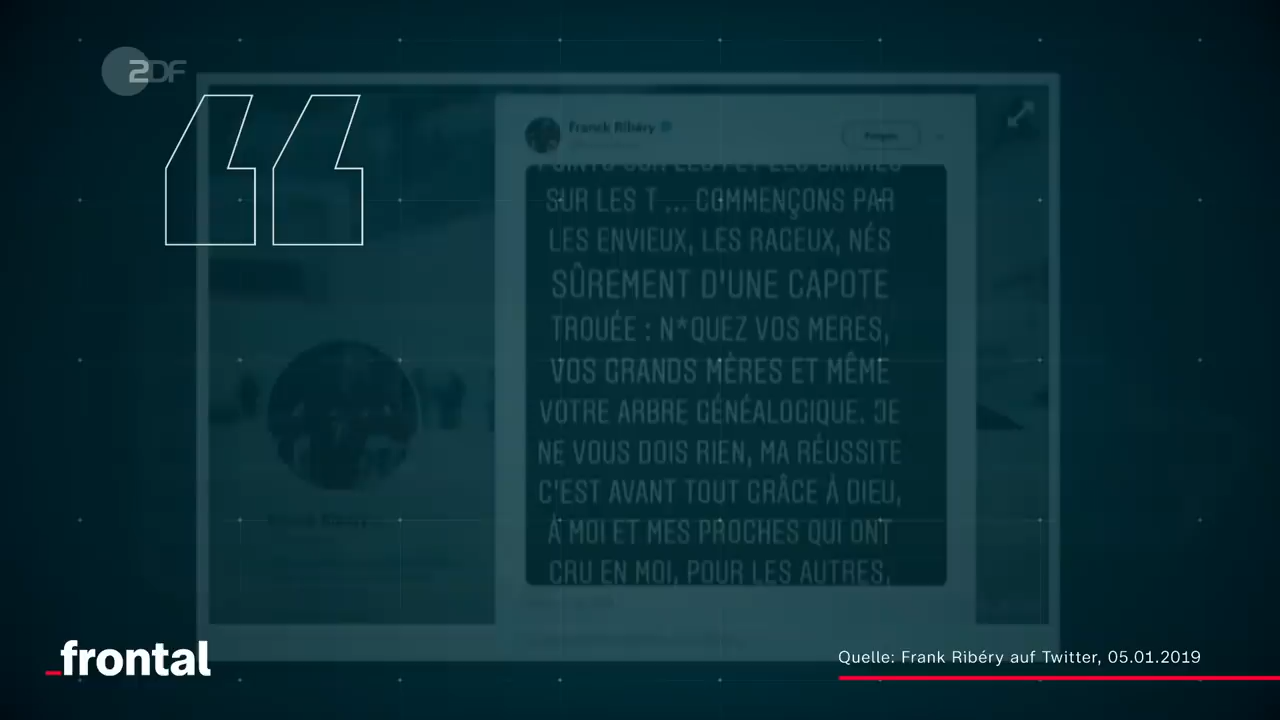 ZDF
Franck Ribéry
SUR LES T ... COMMENÇONS PAR
LES ENVIEUX, LES RAGEUX, NÉS
SÛREMENT D'UNE CAPOTE
TROUÉE : N*QUEZ VOS MERES,
VOS GRANDS MÈRES ET MÊME
VOTRE ARBRE GÉNÉALOGIQUE. JE
NE VOUS DOIS RIEN, MA RÉUSSITE
C'EST AVANT TOUT GRÂCE À DIEU,
À MOI ET MES PROCHES QUI ONT
CRU EN MOI, POUR LES AUTRES,
_frontal
Quelle: Frank Ribéry auf Twitter, 05.01.2019